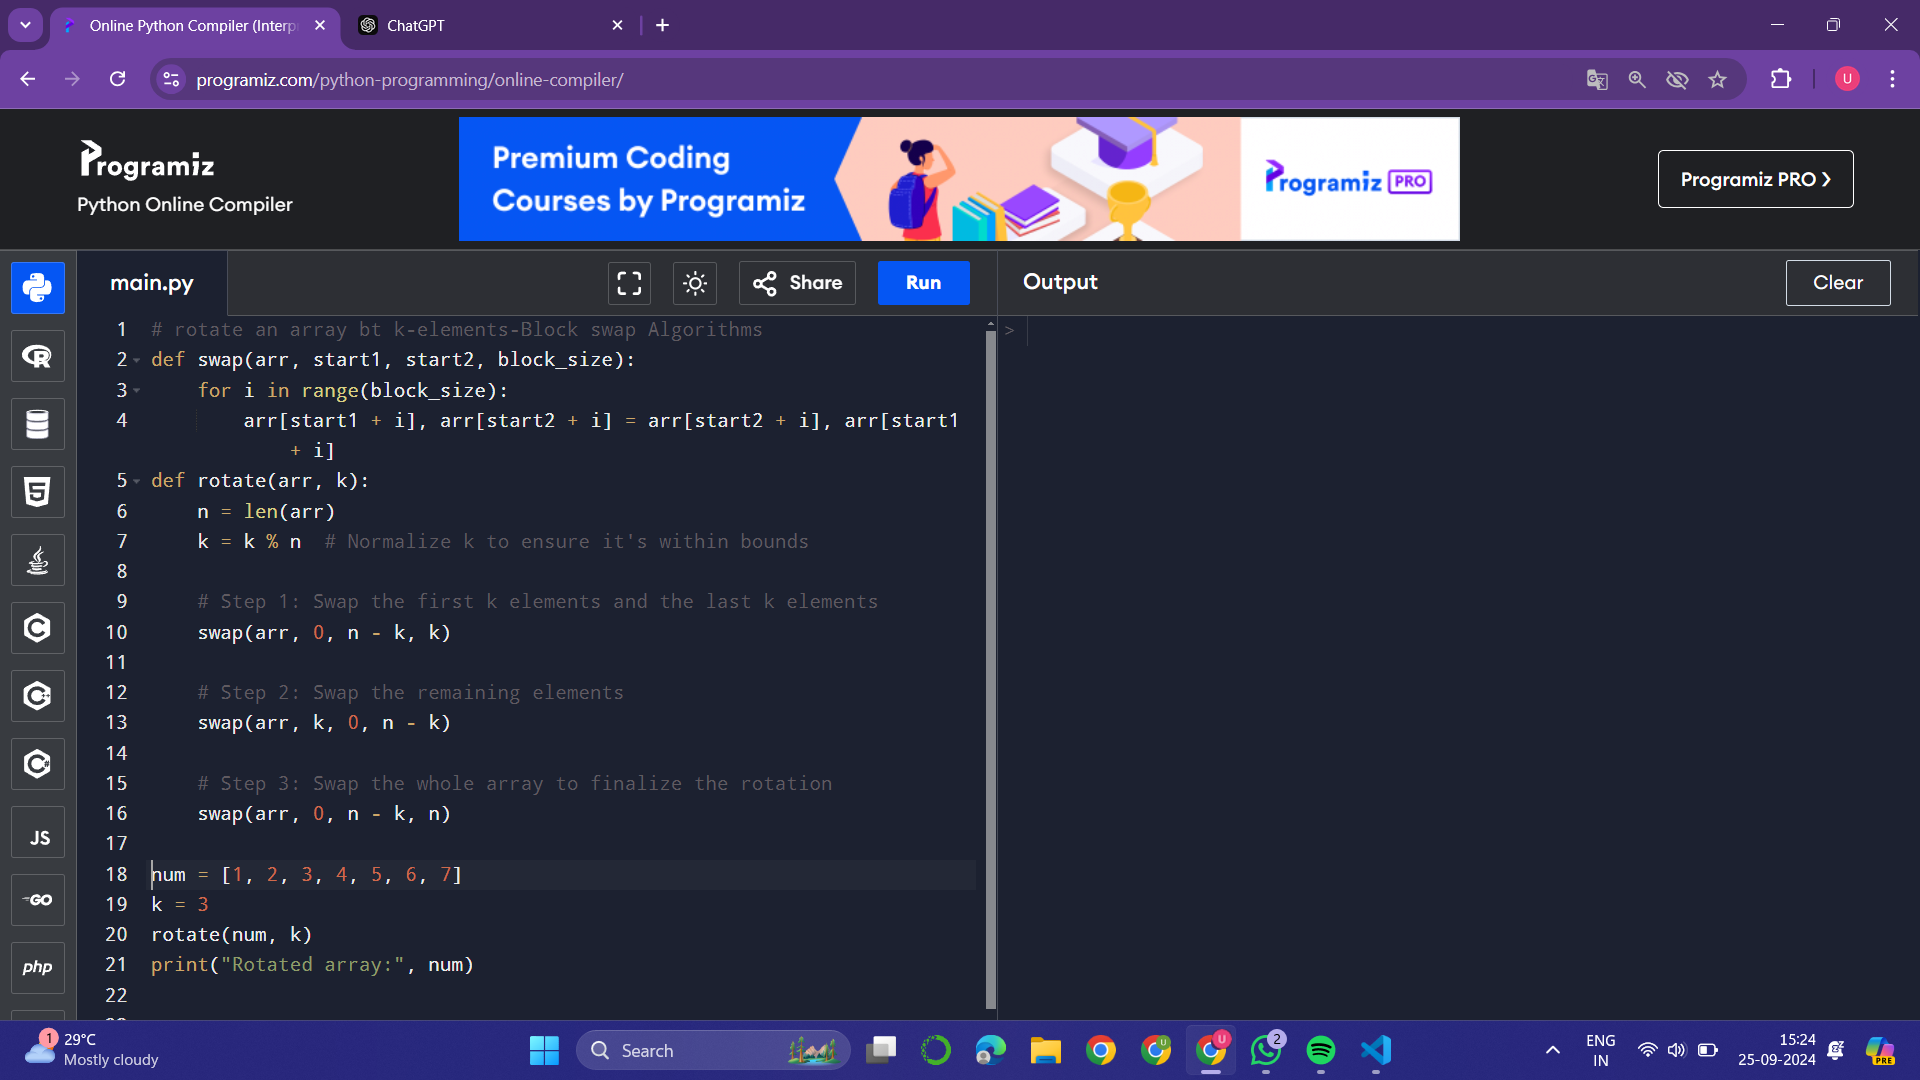 Online Python Compiler (Interp
ChatGPT
programiz.com/python-programming/online-compiler/
U
Programiz
Python Online Compiler
Premium Coding
Courses by Programiz
Programiz PRO
Programiz PRO ❯
main.py
Share
Run
Output
Clear
1 # rotate an array bt k-elements-Block swap Algorithms
2 def swap(arr, start1, start2, block_size):
3     for i in range(block_size):
4         arr[start1 + i], arr[start2 + i] = arr[start2 + i], arr[start1
+ i]
5 def rotate(arr, k):
6     n = len(arr)
7     k = k % n  # Normalize k to ensure it's within bounds
8
9     # Step 1: Swap the first k elements and the last k elements
10     swap(arr, 0, n - k, k)
11
12     # Step 2: Swap the remaining elements
13     swap(arr, k, 0, n - k)
14
15     # Step 3: Swap the whole array to finalize the rotation
16     swap(arr, 0, n - k, n)
17
18 num = [1, 2, 3, 4, 5, 6, 7]
19 k = 3
20 rotate(num, k)
21 print("Rotated array:", num)
22
>
R
5
C
C++
C#
JS
GO
php
1
29°C
Mostly cloudy
Search
U
U
2
ENG
IN
15:24
25-09-2024
PRE